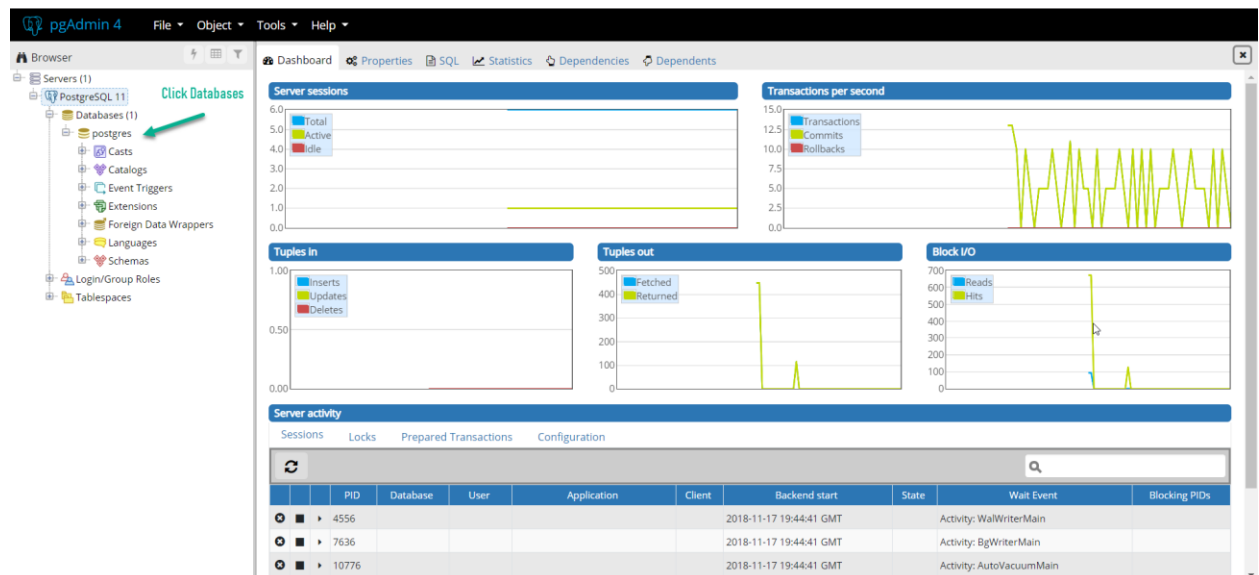 pgAdmin 4 File Object Tools Help
Browser
Dashboard Properties SQL Statistics Dependencies Dependents
Servers (1)
PostgreSQL 11
Click Databases
Databases (1)
postgres
Casts
Catalogs
Event Triggers
Extensions
Foreign Data Wrappers
Languages
Schemas
Login/Group Roles
Tablespaces
Server sessions
6.0
5.0
4.0
3.0
2.0
1.0
0.0
Total
Active
Idle
Transactions per second
15.0
12.5
10.0
7.5
5.0
2.5
0.0
Transactions
Commits
Rollbacks
Tuples in
1.00
0.50
0.00
Inserts
Updates
Deletes
Tuples out
500
400
300
200
100
0
Fetched
Returned
Block I/O
700
600
500
400
300
200
100
0
Reads
Hits
Server activity
Sessions Locks Prepared Transactions Configuration
PID Database User Application Client Backend start State Wait Event Blocking PIDs
4556 2018-11-17 19:44:41 GMT Activity: WalWriterMain
7636 2018-11-17 19:44:41 GMT Activity: BgWriterMain
10776 2018-11-17 19:44:41 GMT Activity: AutoVacuumMain